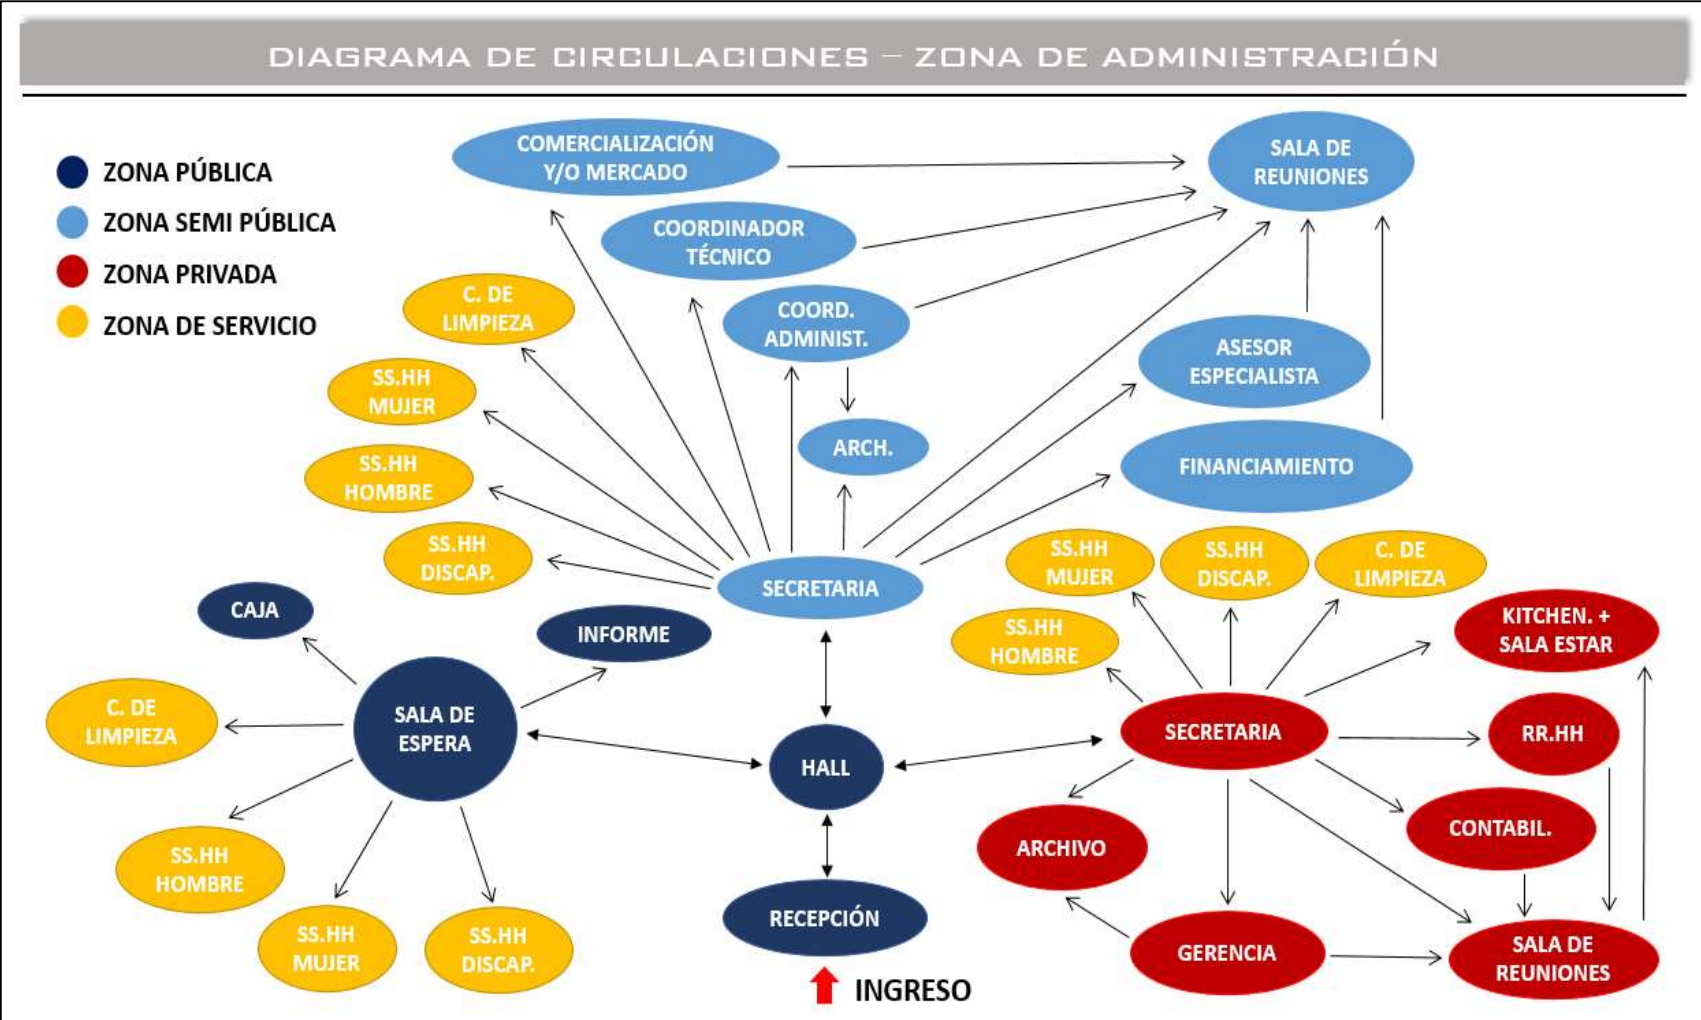 DIAGRAMA DE CIRCULACIONES – ZONA DE ADMINISTRACIÓN
ZONA PÚBLICA
ZONA SEMI PÚBLICA
ZONA PRIVADA
ZONA DE SERVICIO
COMERCIALIZACIÓN
Y/O MERCADO
SALA DE
REUNIONES
COORDINADOR
TÉCNICO
C. DE
LIMPIEZA
COORD.
ADMINIST.
ASESOR
ESPECIALISTA
SS.HH
MUJER
ARCH.
FINANCIAMIENTO
SS.HH
HOMBRE
SS.HH
DISCAP.
SECRETARIA
SS.HH
MUJER
SS.HH
DISCAP.
C. DE
LIMPIEZA
CAJA
INFORME
SS.HH
HOMBRE
KITCHEN. +
SALA ESTAR
C. DE
LIMPIEZA
SALA DE
ESPERA
HALL
SECRETARIA
RR.HH
CONTABIL.
ARCHIVO
SS.HH
HOMBRE
SS.HH
MUJER
SS.HH
DISCAP.
RECEPCIÓN
GERENCIA
SALA DE
REUNIONES
INGRESO